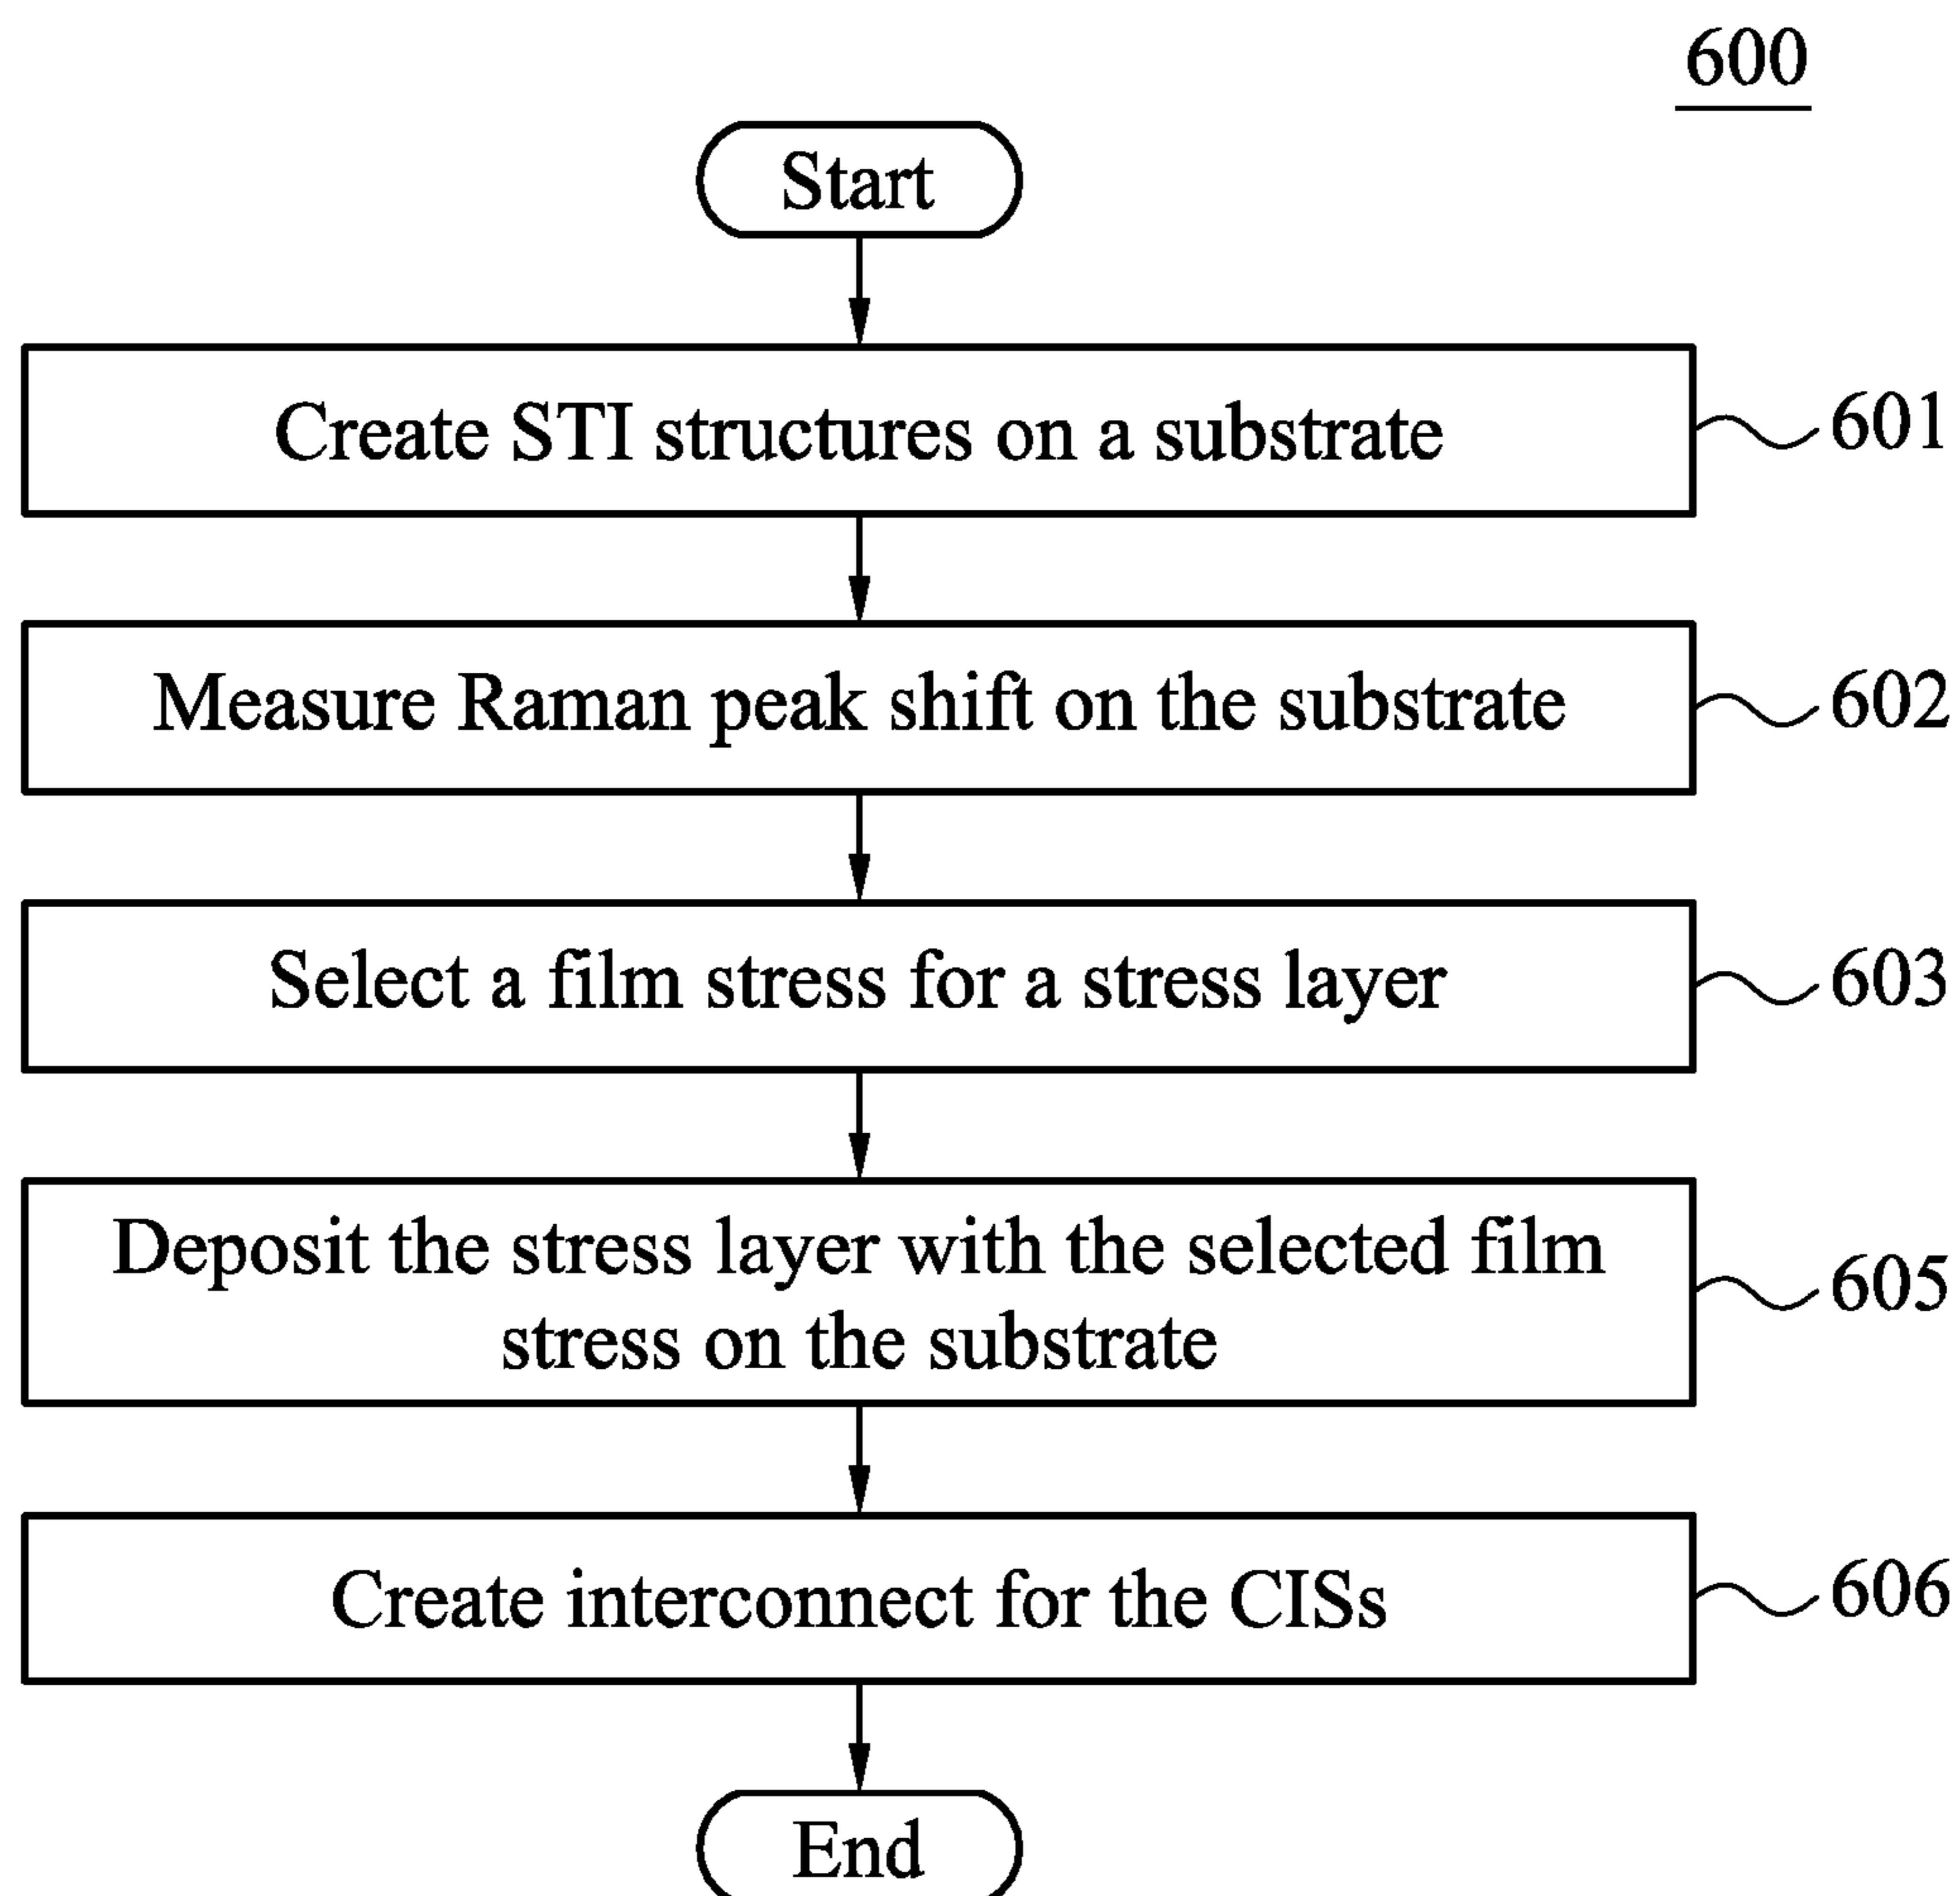 600
Start
Create STI structures on a substrate
601
Measure Raman peak shift on the substrate
602
Select a film stress for a stress layer
603
Deposit the stress layer with the selected film
stress on the substrate
605
Create interconnect for the CISs
606
End